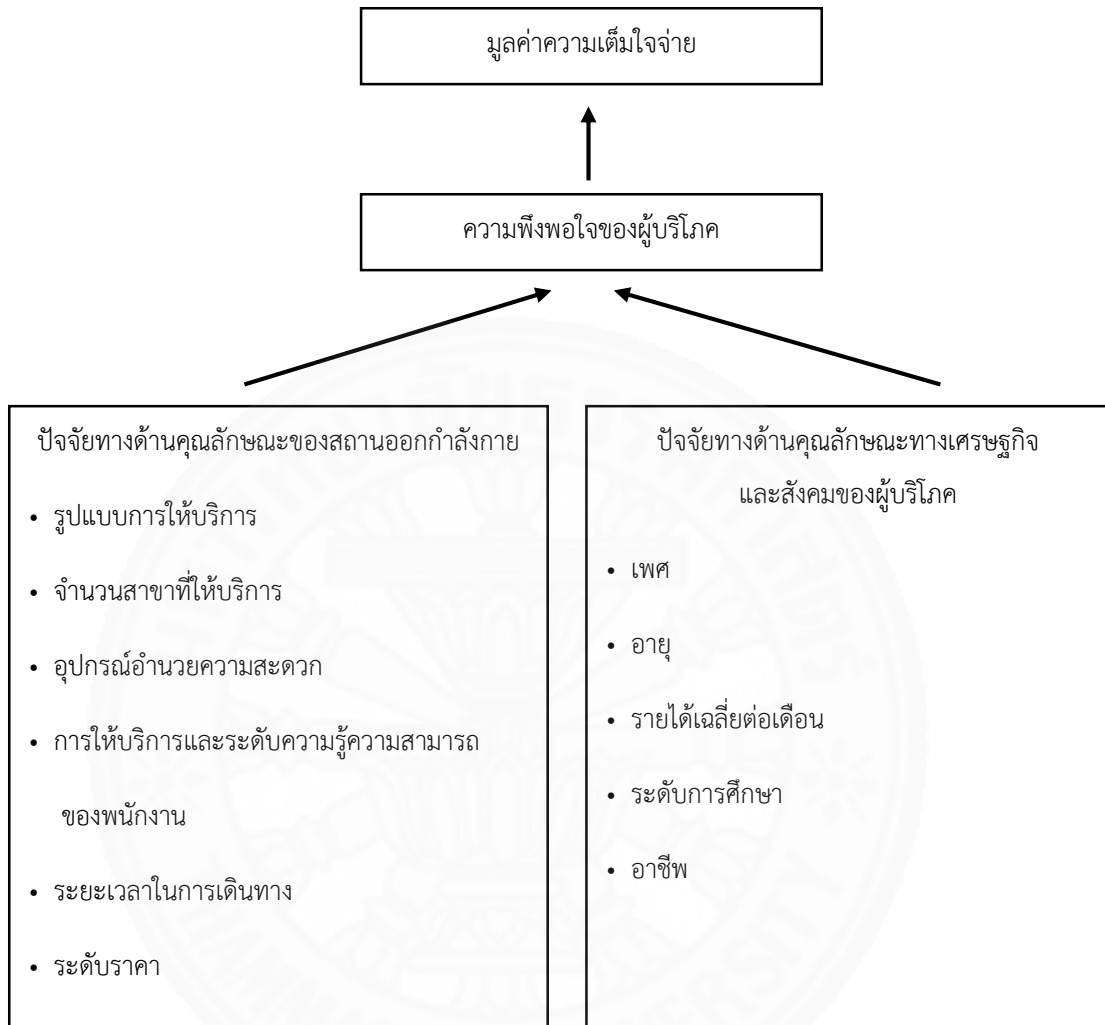 มูลค่าความเต็มใจจ่าย
ความพึงพอใจของผู้บริโภค
ปัจจัยทางด้านคุณลักษณะของสถานออกกำลังกาย
• รูปแบบการให้บริการ
• จำนวนสาขาที่ให้บริการ
• อุปกรณ์อำนวยความสะดวก
• การให้บริการและระดับความรู้ความสามารถ
ของพนักงาน
• ระยะเวลาในการเดินทาง
• ระดับราคา
ปัจจัยทางด้านคุณลักษณะทางเศรษฐกิจ
และสังคมของผู้บริโภค
• เพศ
• อายุ
• รายได้เฉลี่ยต่อเดือน
• ระดับการศึกษา
• อาชีพ